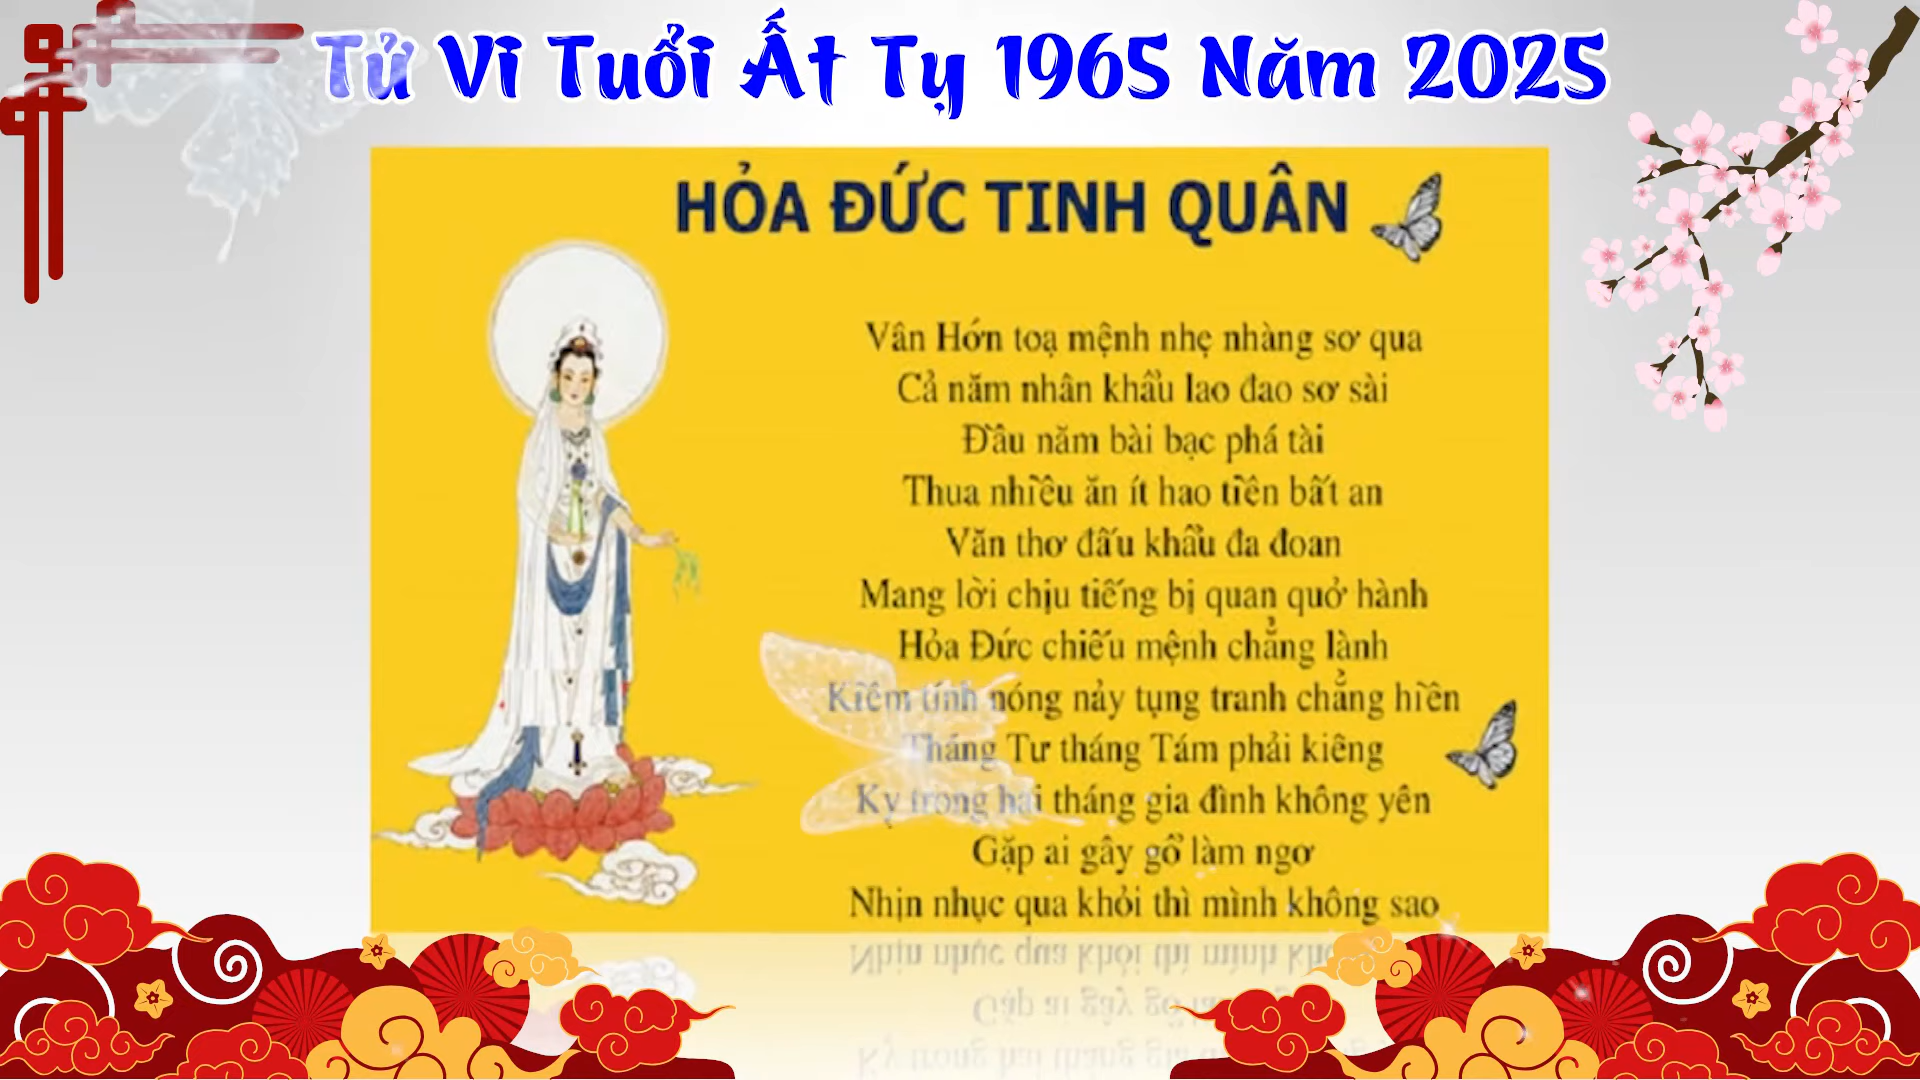 Tử Vi Tuổi Ất Tỵ 1965 Năm 2025
HỎA ĐỨC TINH QUÂN
Vân Hớn toạ mệnh nhẹ nhàng sơ qua
Cả năm nhân khẩu lao đao sơ sài
Đầu năm bài bạc phá tài
Thua nhiều ăn ít hao tiền bất an
Văn thơ đấu khẩu đa đoan
Mang lời chịu tiếng bị quan quở hành
Hỏa Đức chiếu mệnh chẳng lành
Kiêm tính nóng nảy tụng tranh chẳng hiền
Tháng Tư tháng Tám phải kiêng
Kỵ trong hai tháng gia đình không yên
Gặp ai gây gổ làm ngơ
Nhịn nhục qua khỏi thì mình không sao